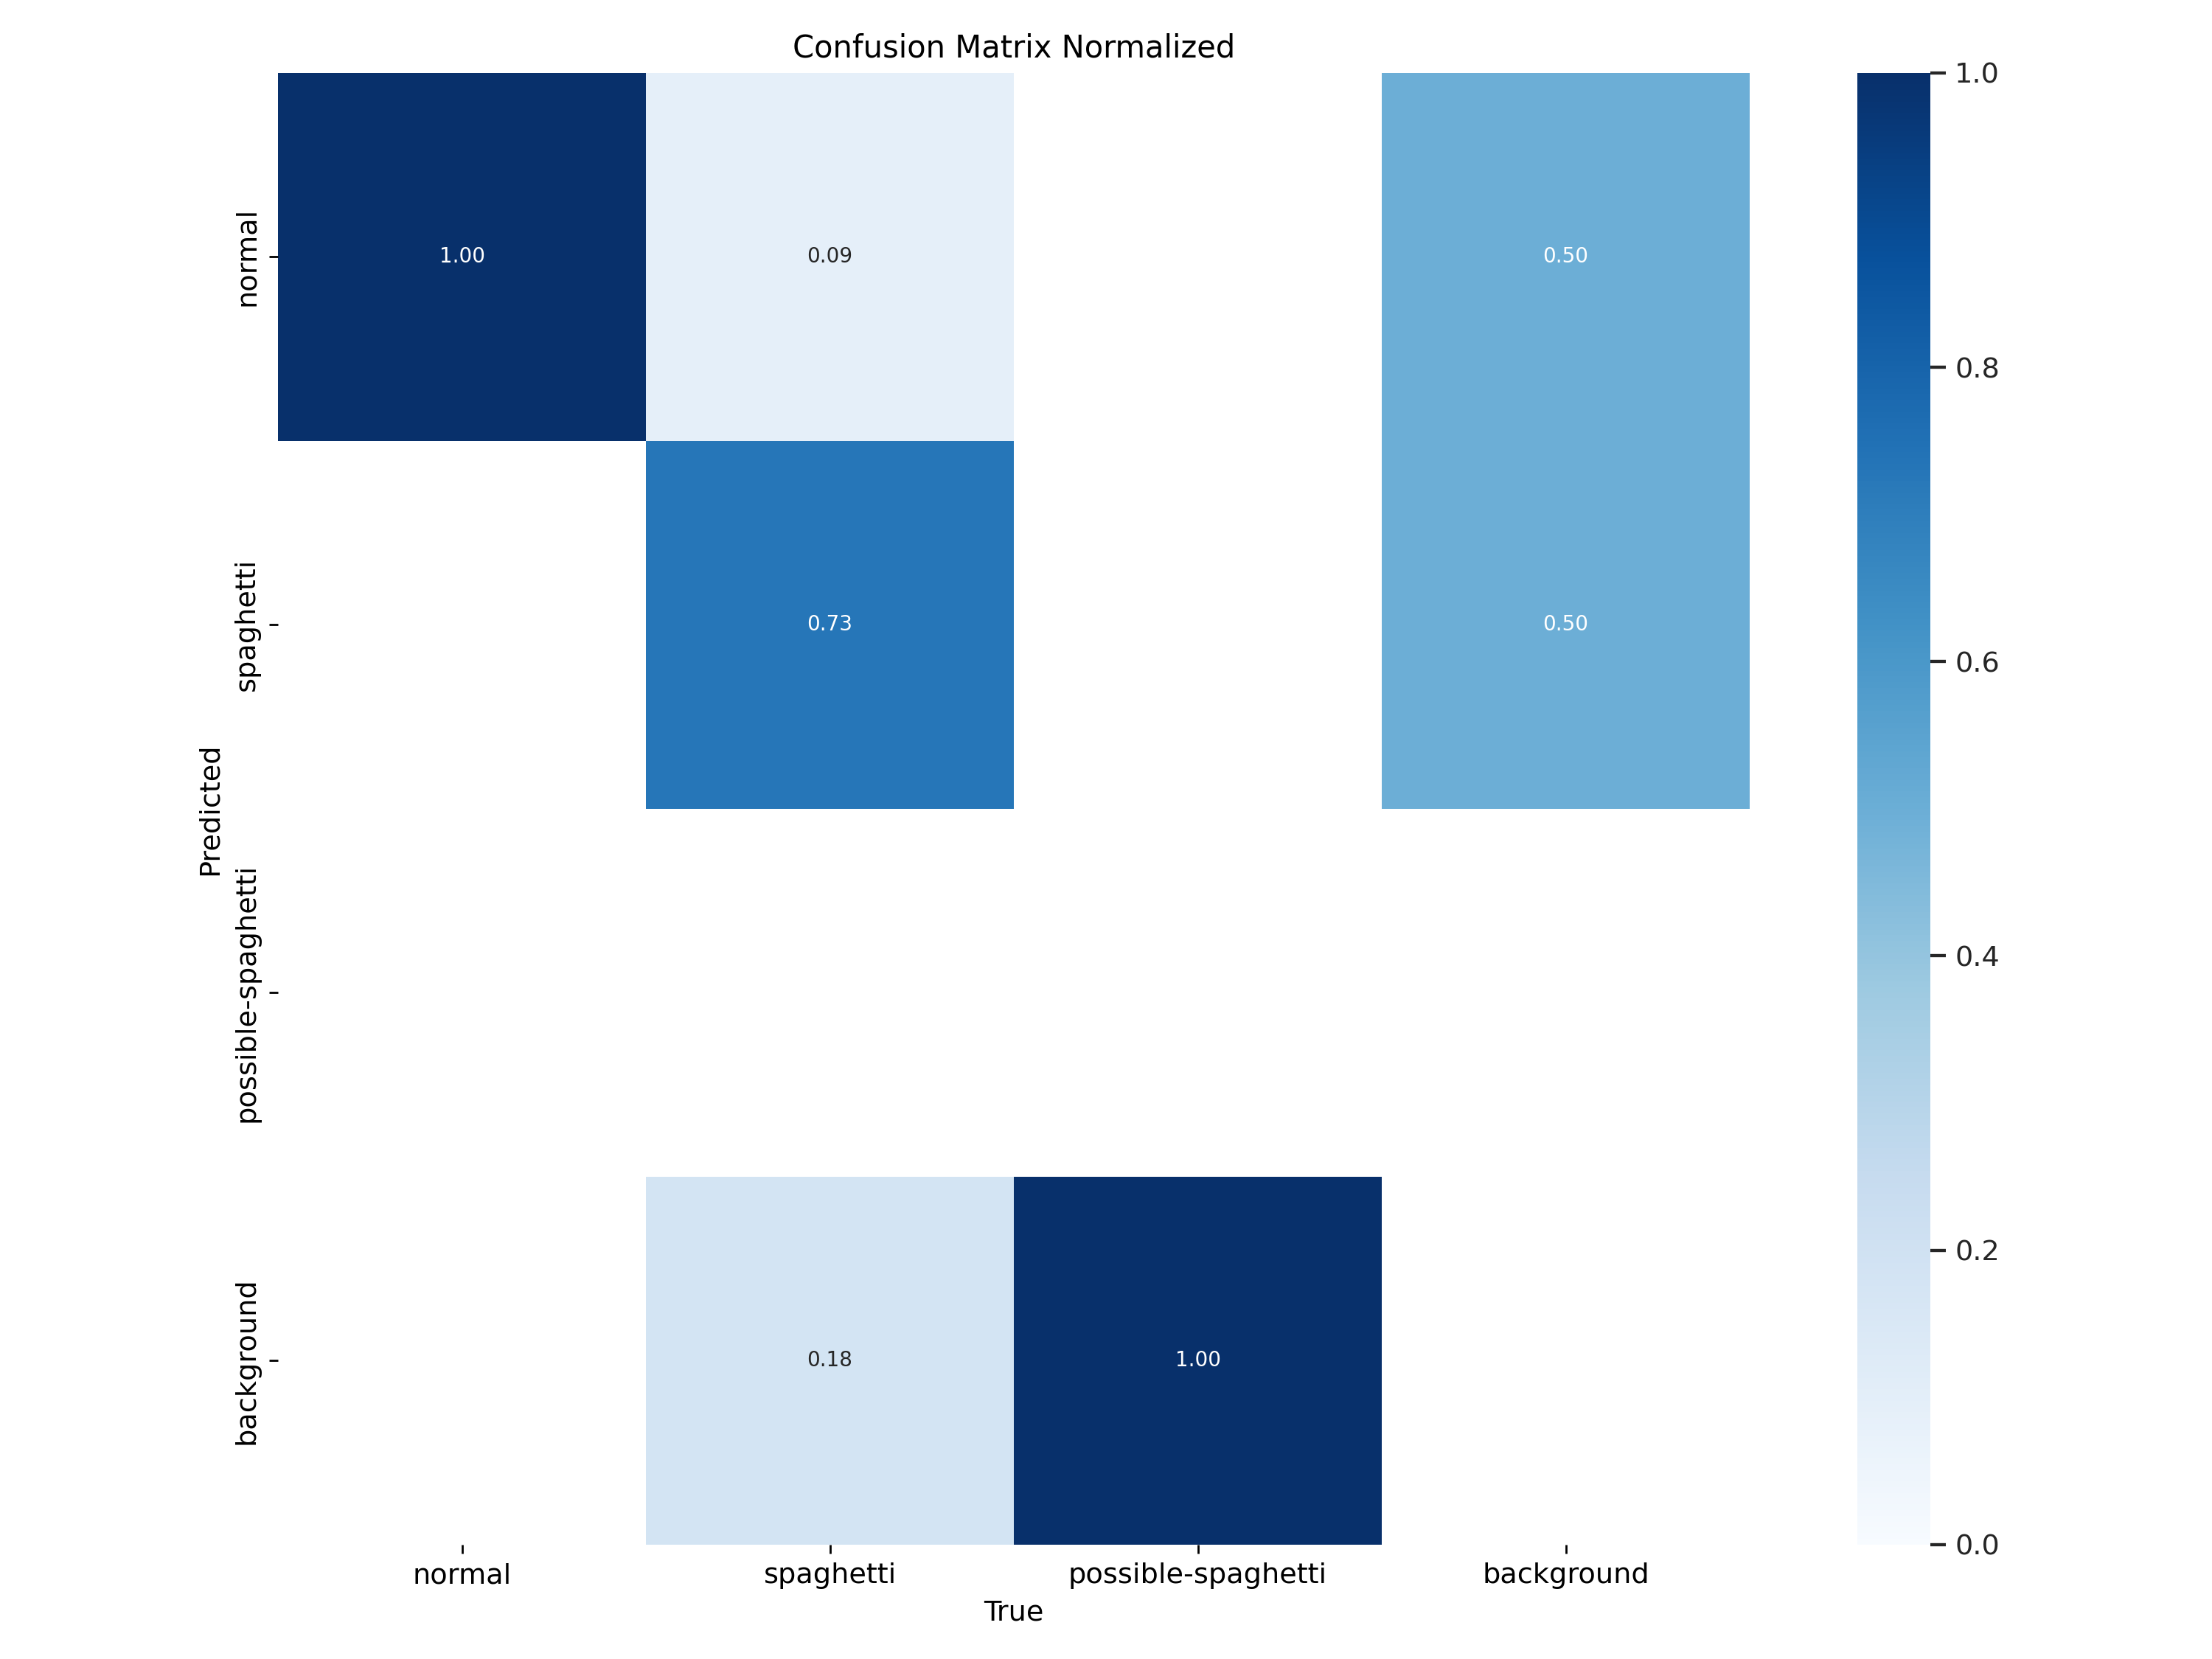 Confusion Matrix Normalized
1.00
0.09
0.50
0.73
0.50
0.18
1.00
normal
spaghetti
possible-spaghetti
background
Predicted
normal
spaghetti
possible-spaghetti
background
True
1.0
0.8
0.6
0.4
0.2
0.0